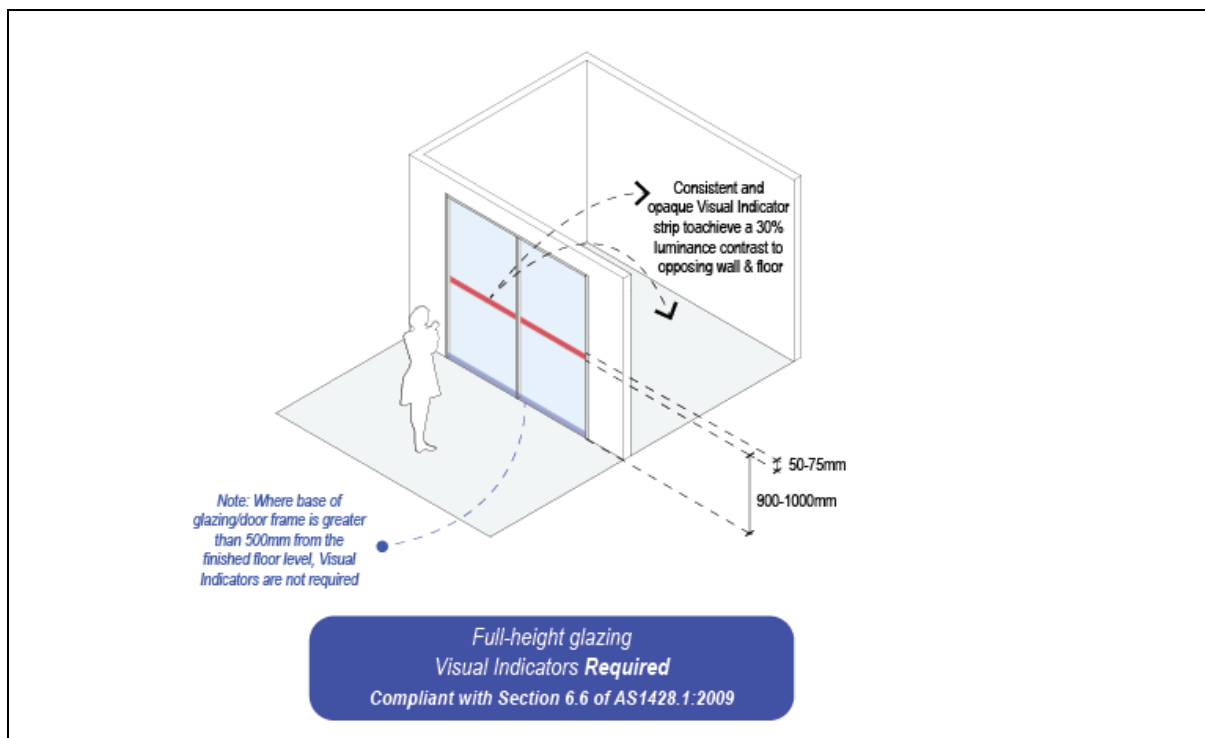 Consistent and
opaque Visual Indicator
strip toachieve a 30%
luminance contrast to
opposing wall & floor
50-75mm
900-1000mm
Note: Where base of
glazing/door frame is greater
than 500mm from the
finished floor level, Visual
Indicators are not required
Full-height glazing
Visual Indicators Required
Compliant with Section 6.6 of AS1428.1:2009